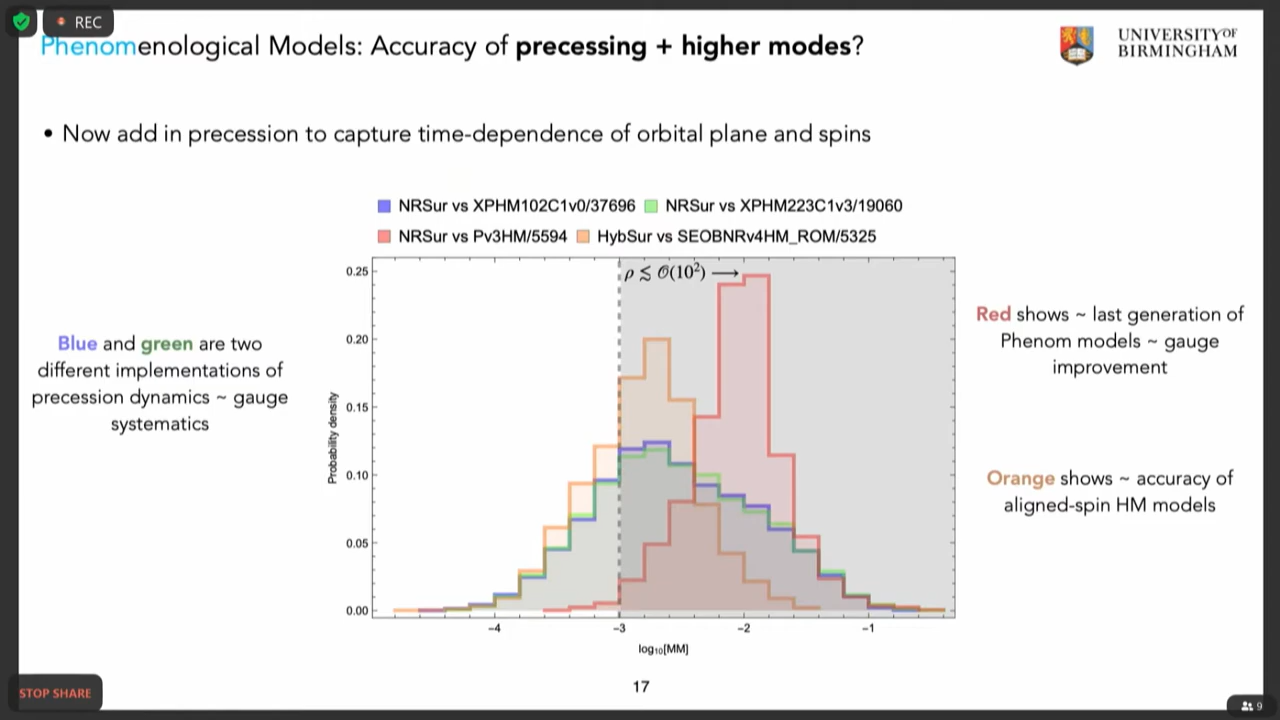 REC
Phenomenological Models: Accuracy of precessing + higher modes?
UNIVERSITY OF
BIRMINGHAM
• Now add in precession to capture time-dependence of orbital plane and spins
NRSur vs XPHM102C1v0/37696 NRSur vs XPHM223C1v3/19060
NRSur vs Pv3HM/5594 HybSur vs SEOBNRv4HM_ROM/5325
Blue and green are two
different implementations of
precession dynamics ~ gauge
systematics
Probability density
0.25
0.20
0.15
0.10
0.05
0.00
ρ ≲ 𝒪(10²) ⟶
-4 -3 -2 -1
log₁₀[MM]
Red shows ~ last generation of
Phenom models ~ gauge
improvement
Orange shows ~ accuracy of
aligned-spin HM models
17
STOP SHARE
9